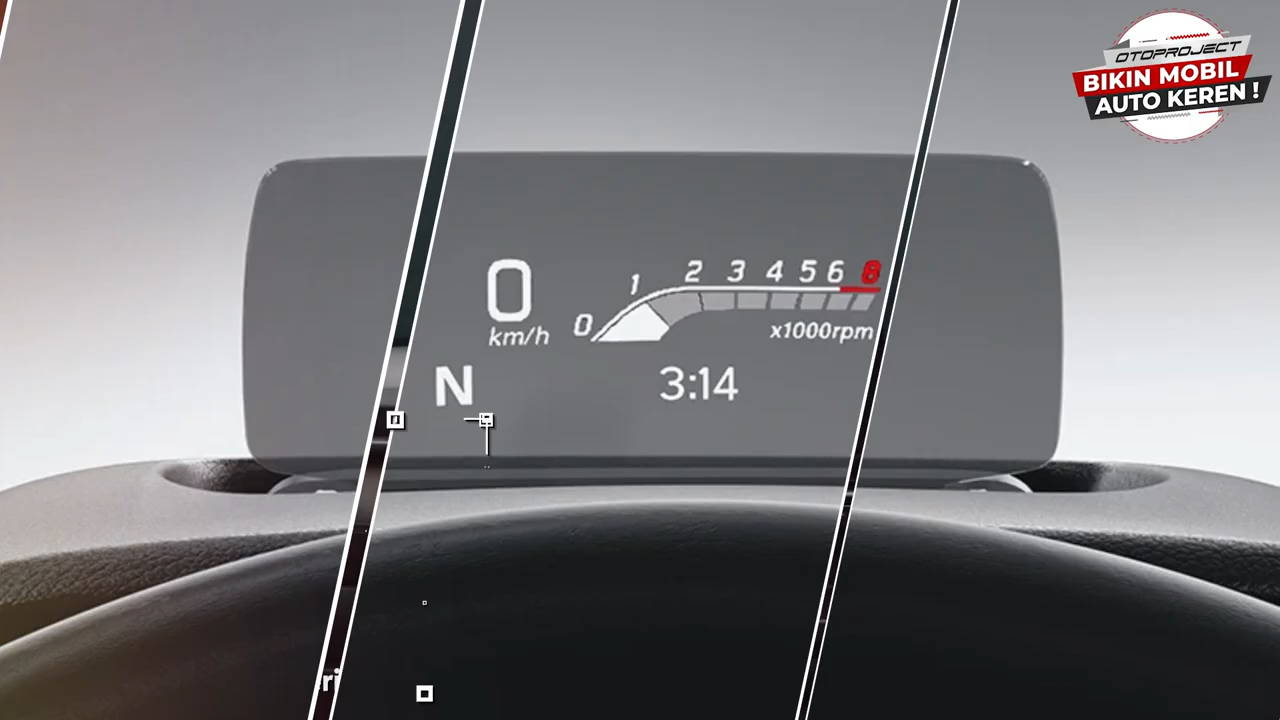 OTOPROJECT
BIKIN MOBIL
AUTO KEREN !
0
km/h
0 1 2 3 4 5 6 8
x1000rpm
N
3:14